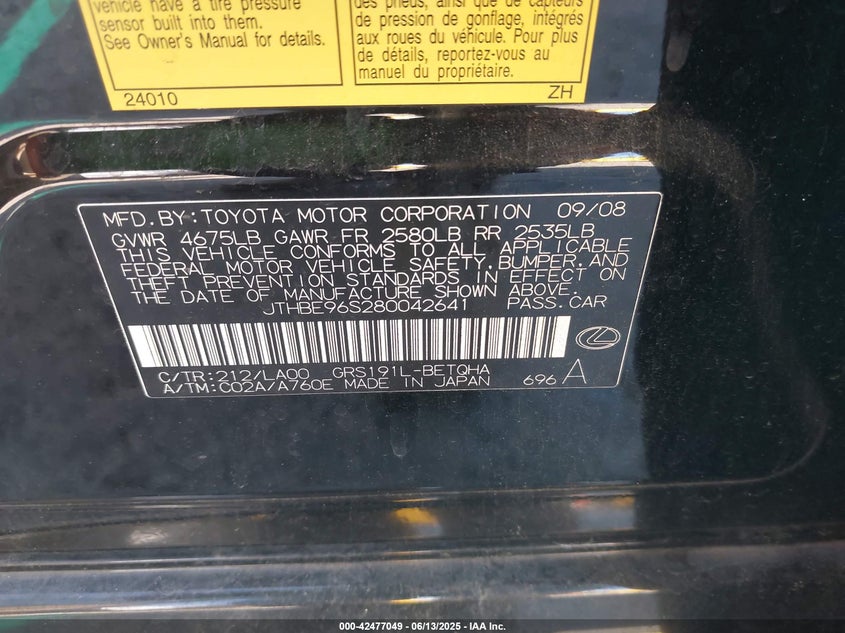 vehicle have a tire pressure
sensor built into them.
See Owner's Manual for details.
24010
des pneus, ainsi que de capteurs
de pression de gonflage, intégrés
aux roues du véhicule. Pour plus
de détails, reportez-vous au
manuel du propriétaire.
ZH
MFD.BY:TOYOTA MOTOR CORPORATION 09/08
GVWR 4675LB GAWR FR 2580LB RR 2535LB
THIS VEHICLE CONFORMS TO ALL APPLICABLE
FEDERAL MOTOR VEHICLE SAFETY,BUMPER,AND
THEFT PREVENTION STANDARDS IN EFFECT ON
THE DATE OF MANUFACTURE SHOWN ABOVE.
JTHBE96S280042641 PASS.CAR
C/TR:212/LA00 GRS191L-BETQHA
A/TM:C02A/A760E MADE IN JAPAN 696 A
000-42477049 - 06/13/2025 - IAA Inc.